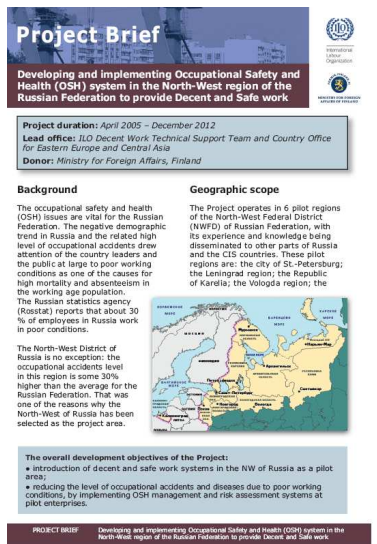 Project Brief
International
Labour
Organization
MINISTRY FOR FOREIGN
AFFAIRS OF FINLAND
Developing and implementing Occupational Safety and
Health (OSH) system in the North-West region of the
Russian Federation to provide Decent and Safe work
Project duration: April 2005 – December 2012
Lead office: ILO Decent Work Technical Support Team and Country Office
for Eastern Europe and Central Asia
Donor: Ministry for Foreign Affairs, Finland
Background
The occupational safety and health
(OSH) issues are vital for the Russian
Federation. The negative demographic
trend in Russia and the related high
level of occupational accidents drew
attention of the country leaders and
the public at large to poor working
conditions as one of the causes for
high mortality and absenteeism in
the working age population.
The Russian statistics agency
(Rosstat) reports that about 30
% of employees in Russia work
in poor conditions.
The North-West District of
Russia is no exception: the
occupational accidents level
in this region is some 30%
higher than the average for the
Russian Federation. That was
one of the reasons why the
North-West of Russia has been
selected as the project area.
Geographic scope
The Project operates in 6 pilot regions
of the North-West Federal District
(NWFD) of Russian Federation, with
its experience and knowledge being
disseminated to other parts of Russia
and the CIS countries. These pilot
regions are: the city of St.-Petersburg;
the Leningrad region; the Republic
of Karelia; the Vologda region; the
The overall development objectives of the Project:
● introduction of decent and safe work systems in the NW of Russia as a pilot
area;
● reducing the level of occupational accidents and diseases due to poor working
conditions, by implementing OSH management and risk assessment systems at
pilot enterprises.
PROJECT BRIEF
Developing and implementing Occupational Safety and Health (OSH) system in the
North-West region of the Russian Federation to provide Decent and Safe work